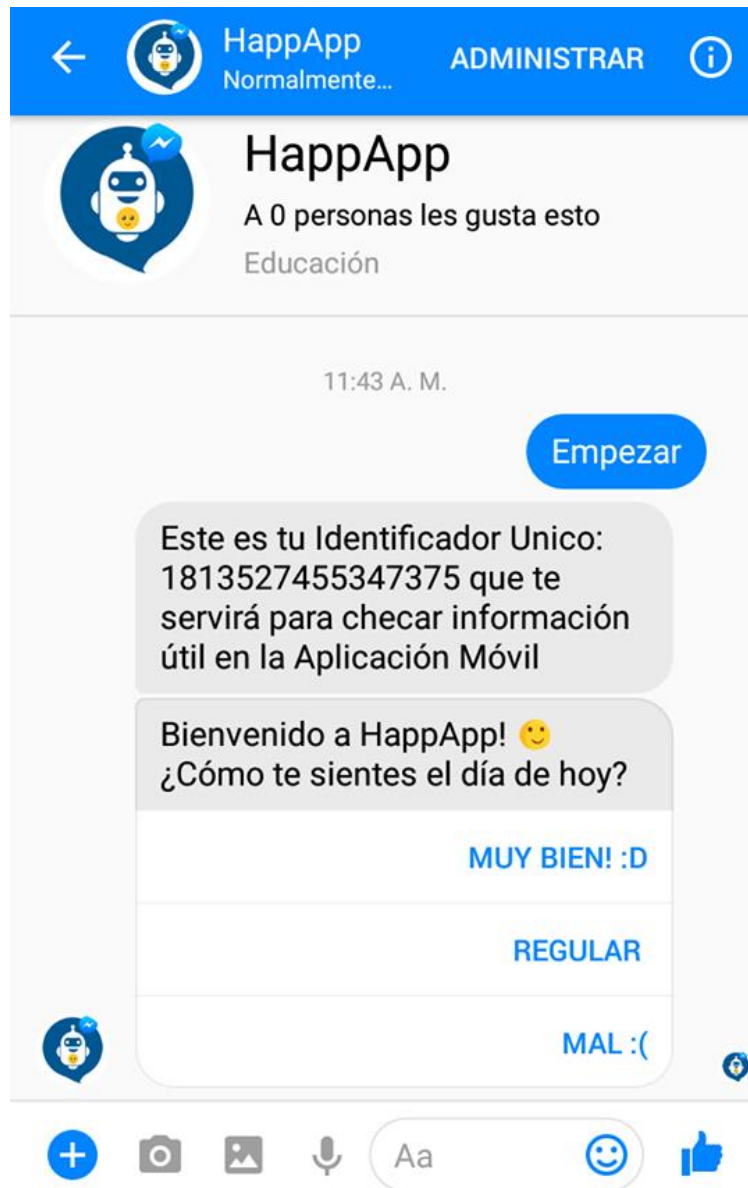 HappApp
Normalmente...
ADMINISTRAR
HappApp
A 0 personas les gusta esto
Educación
11:43 A. M.
Empezar
Este es tu Identificador Unico:
1813527455347375 que te
servirá para checar información
útil en la Aplicación Móvil
Bienvenido a HappApp! 🙂
¿Cómo te sientes el día de hoy?
MUY BIEN! :D
REGULAR
MAL :(
Aa